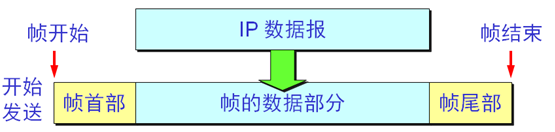 IP 数据报
帧开始
帧结束
开始
发送
帧首部
帧的数据部分
帧尾部